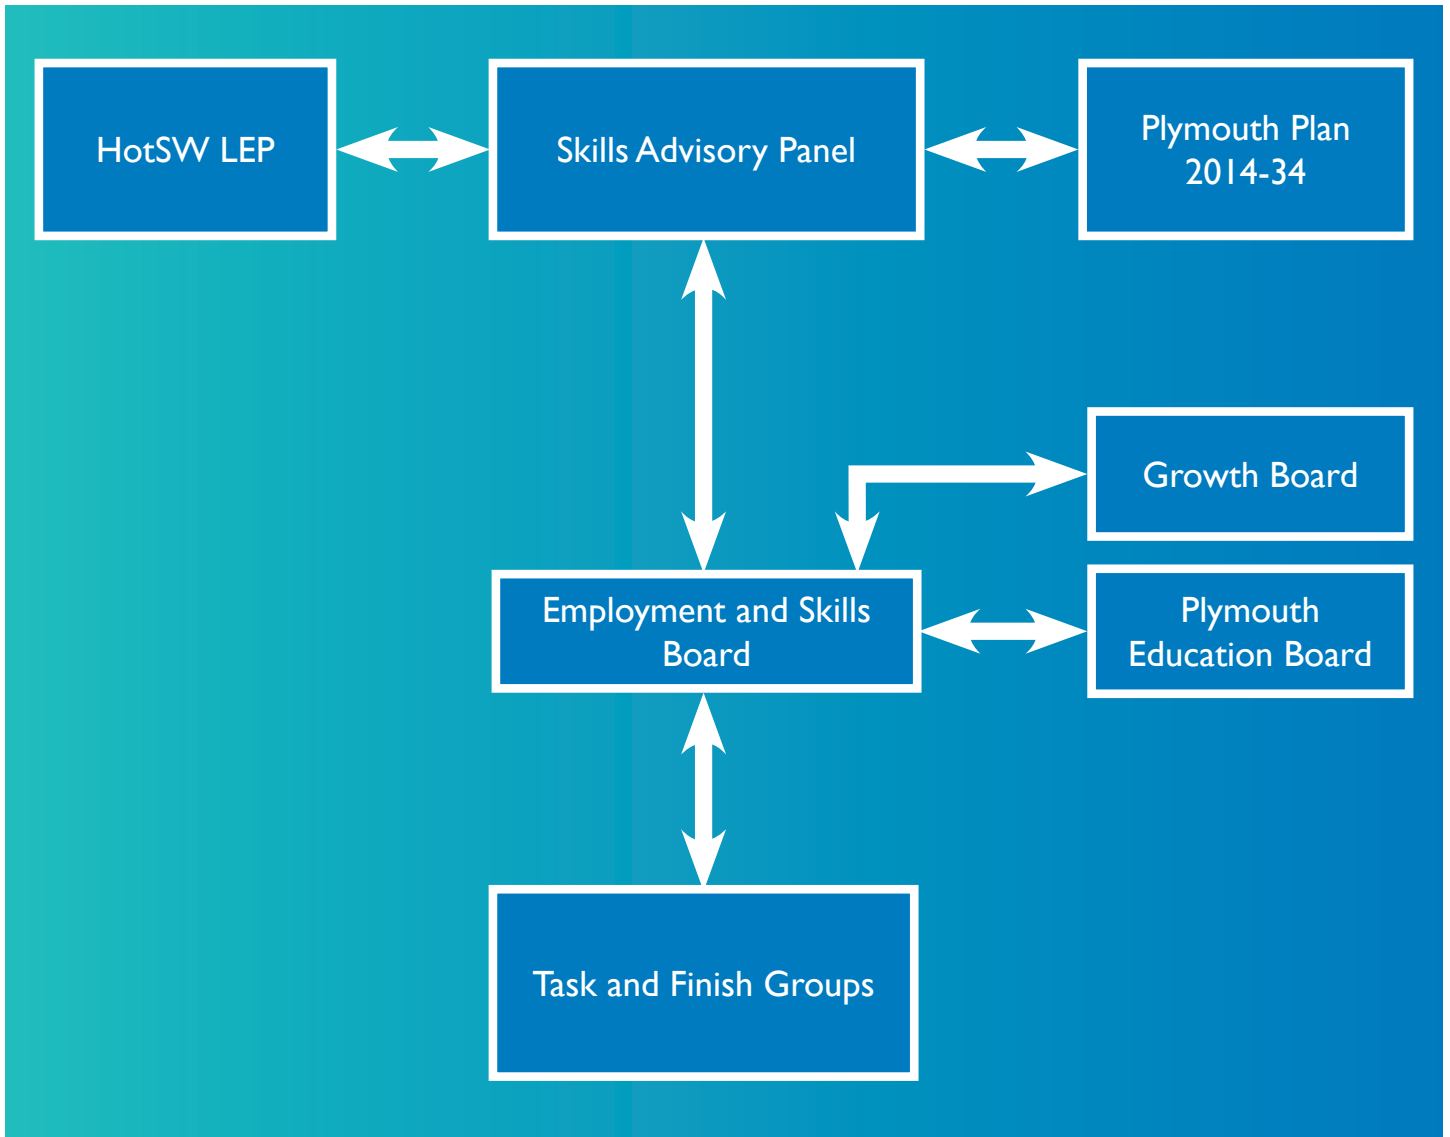 HotSW LEP
Skills Advisory Panel
Plymouth Plan
2014-34
Growth Board
Employment and Skills
Board
Plymouth
Education Board
Task and Finish Groups